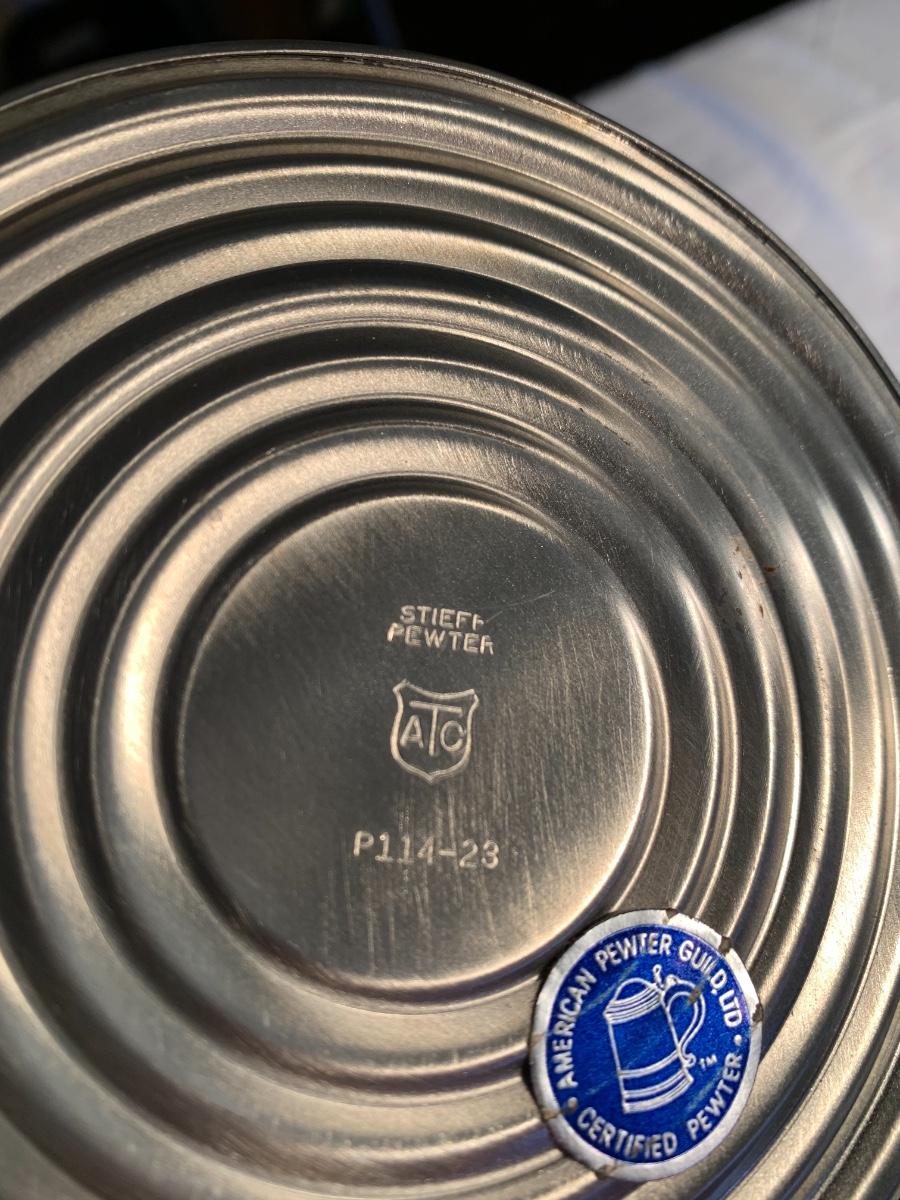 STIEFF
PEWTER
ATC
P114-23
AMERICAN PEWTER GUILD, LTD
TM
• CERTIFIED PEWTER •